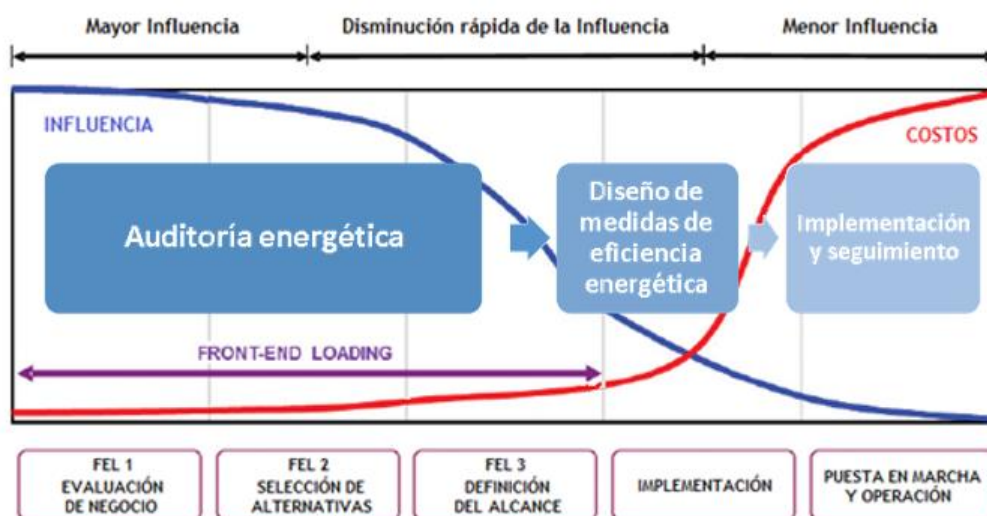 Mayor Influencia
Disminución rápida de la Influencia
Menor Influencia
INFLUENCIA
COSTOS
Auditoría energética
Diseño de
medidas de
eficiencia
energética
Implementación
y seguimiento
FRONT-END LOADING
FEL 1
EVALUACIÓN
DE NEGOCIO
FEL 2
SELECCIÓN DE
ALTERNATIVAS
FEL 3
DEFINICIÓN
DEL ALCANCE
IMPLEMENTACIÓN
PUESTA EN MARCHA
Y OPERACIÓN